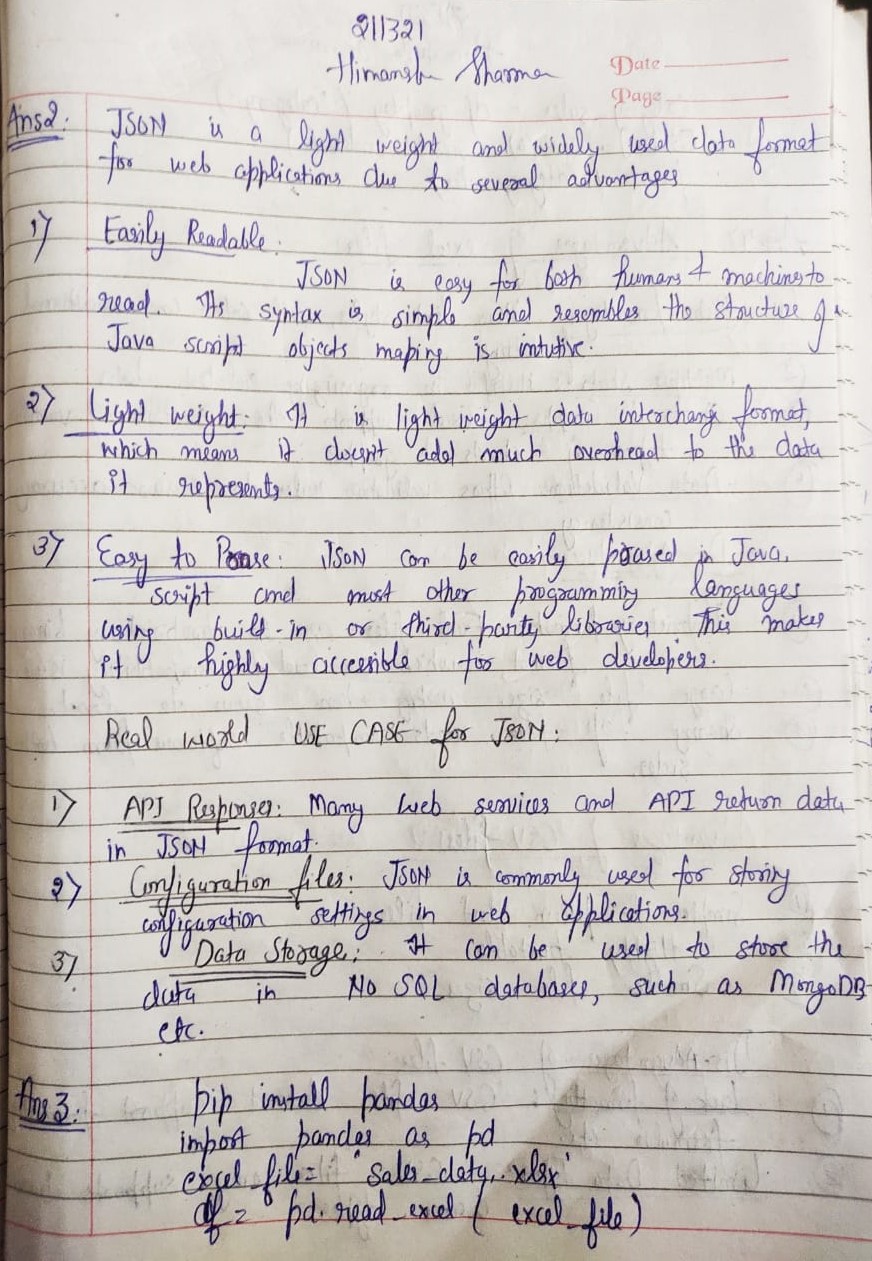 211321
Himansh Sharma
Date
Page
Ans2: JSON is a light weight and widely used data format
for web applications due to several advantages
1) Easily Readable.
JSON is easy for both humans & machines to
read. Its syntax is simple and resembles the structure of
Java script objects maping is intutive.
2) Light weight: It is light weight data interchang format,
which means it doesn't add much overhead to the data
it represents.
3) Easy to Parse. JSON can be easily parased in Java.
script and most other programming languages
using built-in or third-party libraries This makes
it highly accessible for web developers.
Real world USE CASE for JSON:
1) API Responses: Many web services and API return data
in JSON format.
2) Configuration files: JSON is commonly used for storing
configuration settings in web applications.
3) Data Storage: It can be used to store the
data in No SQL databases, such as MongoDB
etc.
Ans 3: pip install pandas
import pandas as pd
excel_file = 'sales_data.xlsx'
df = pd.read_excel (excel_file)